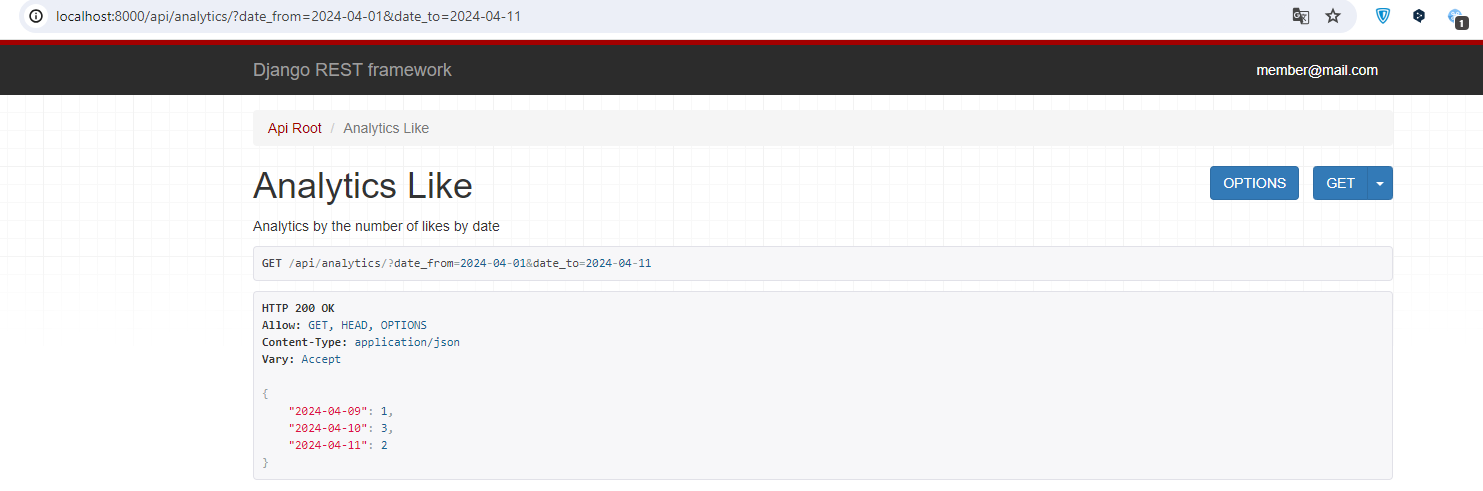 localhost:8000/api/analytics/?date_from=2024-04-01&date_to=2024-04-11
1
Django REST framework
member@mail.com
Api Root / Analytics Like
Analytics Like
OPTIONS
GET
Analytics by the number of likes by date
GET /api/analytics/?date_from=2024-04-01&date_to=2024-04-11
HTTP 200 OK
Allow: GET, HEAD, OPTIONS
Content-Type: application/json
Vary: Accept
{
    "2024-04-09": 1,
    "2024-04-10": 3,
    "2024-04-11": 2
}